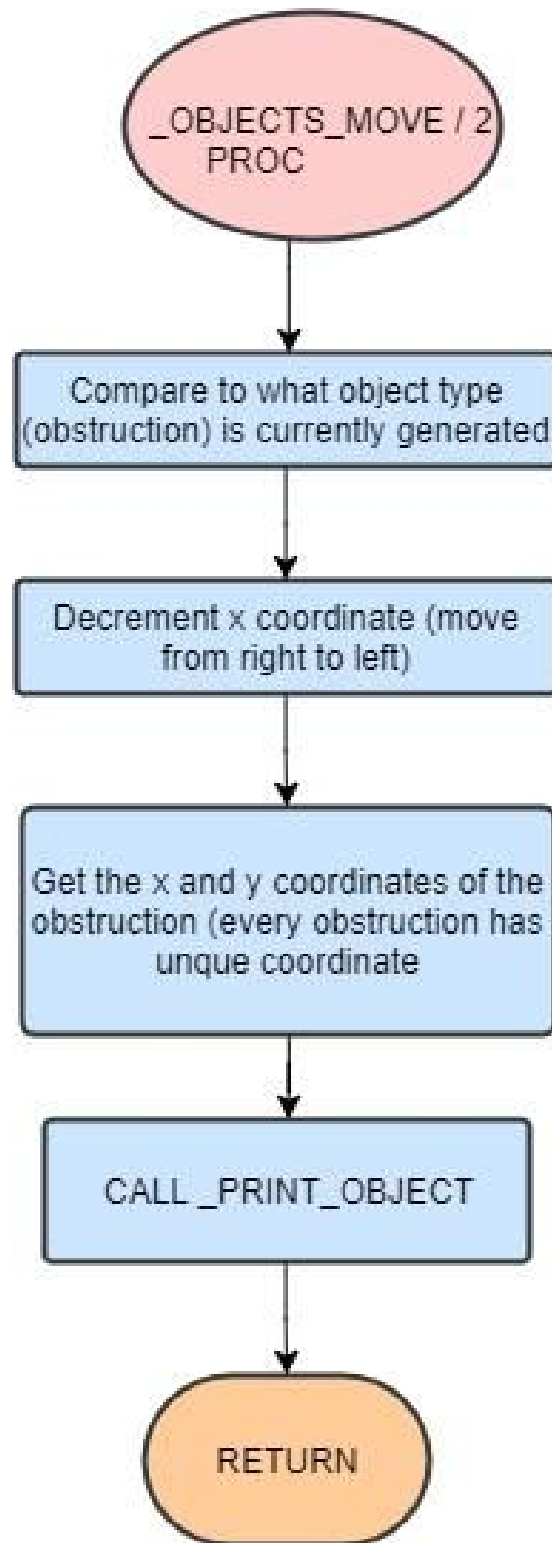 _OBJECTS_MOVE / 2
PROC
Compare to what object type
(obstruction) is currently generated
Decrement x coordinate (move
from right to left)
Get the x and y coordinates of the
obstruction (every obstruction has
unque coordinate
CALL _PRINT_OBJECT
RETURN